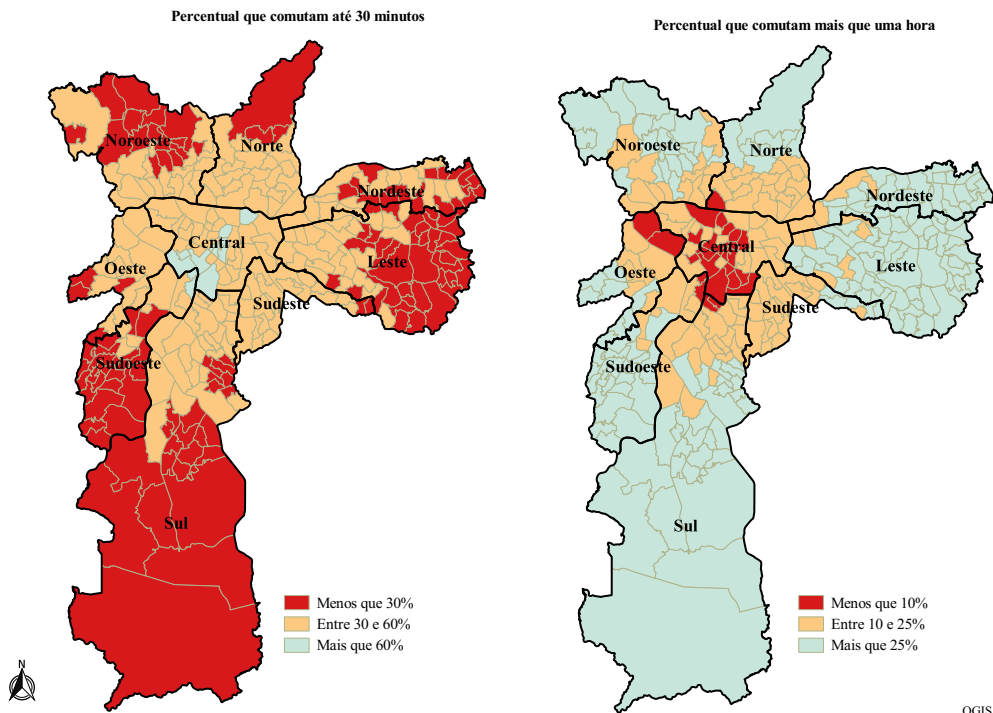 Percentual que comutam até 30 minutos
Noroeste
Norte
Nordeste
Central
Oeste
Leste
Sudeste
Sudoeste
Sul
Menos que 30%
Entre 30 e 60%
Mais que 60%
N
Percentual que comutam mais que uma hora
Noroeste
Norte
Nordeste
Central
Oeste
Leste
Sudeste
Sudoeste
Sul
Menos que 10%
Entre 10 e 25%
Mais que 25%